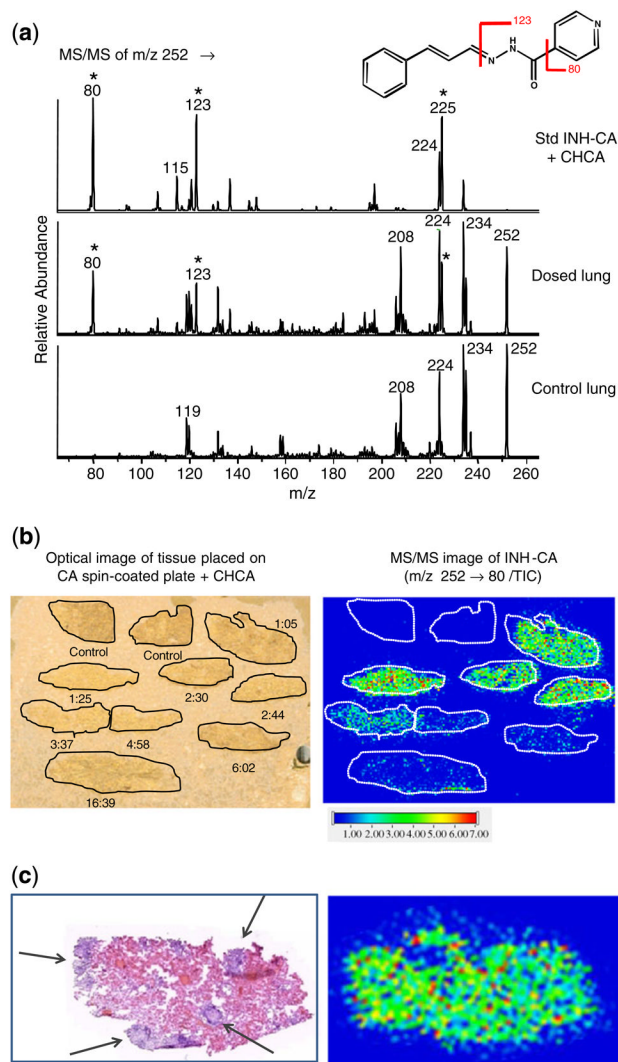 (a)
MS/MS of m/z 252 →
123
N
H
N
N
O
80
*
80
115
*
123
224
*
225
Std INH-CA
+ CHCA
Relative Abundance
*
80
*
123
208
224
*
234
252
Dosed lung
119
208
224
234
252
Control lung
80 100 120 140 160 180 200 220 240 260
m/z
(b)
Optical image of tissue placed on
CA spin-coated plate + CHCA
MS/MS image of INH-CA
(m/z 252 → 80 /TIC)
Control
Control
1:05
1:25
2:30
2:44
3:37
4:58
6:02
16:39
1.00 2.00 3.00 4.00 5.00 6.00 7.00
(c)